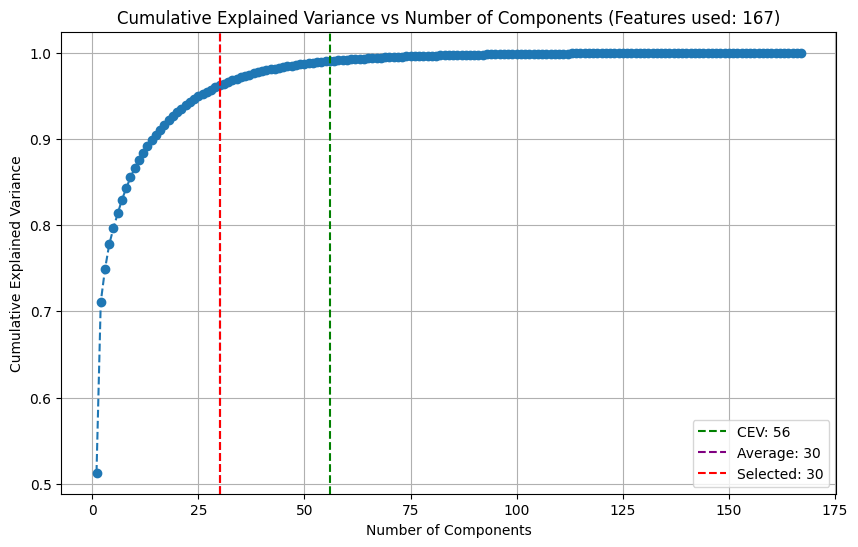 Cumulative Explained Variance vs Number of Components (Features used: 167)
Cumulative Explained Variance
1.0
0.9
0.8
0.7
0.6
0.5
0 25 50 75 100 125 150 175
Number of Components
CEV: 56
Average: 30
Selected: 30